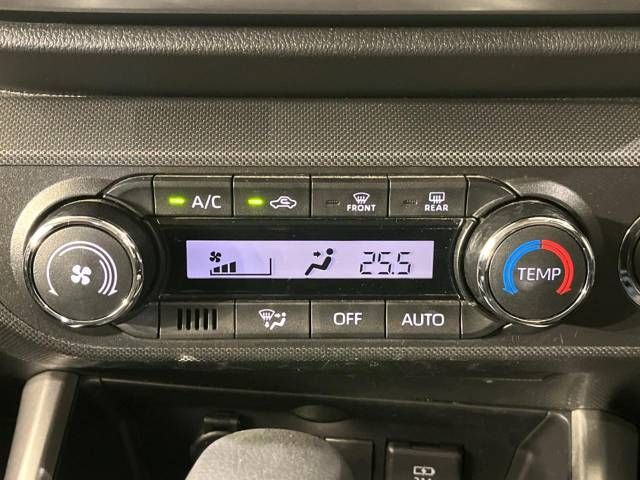 A/C
FRONT
REAR
25.5
TEMP
OFF
AUTO